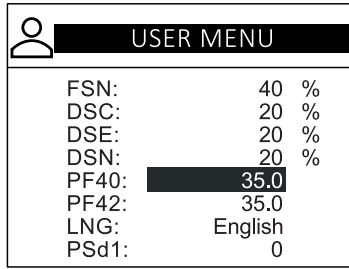 USER MENU
FSN: 40 %
DSC: 20 %
DSE: 20 %
DSN: 20 %
PF40: 35.0
PF42: 35.0
LNG: English
PSd1: 0